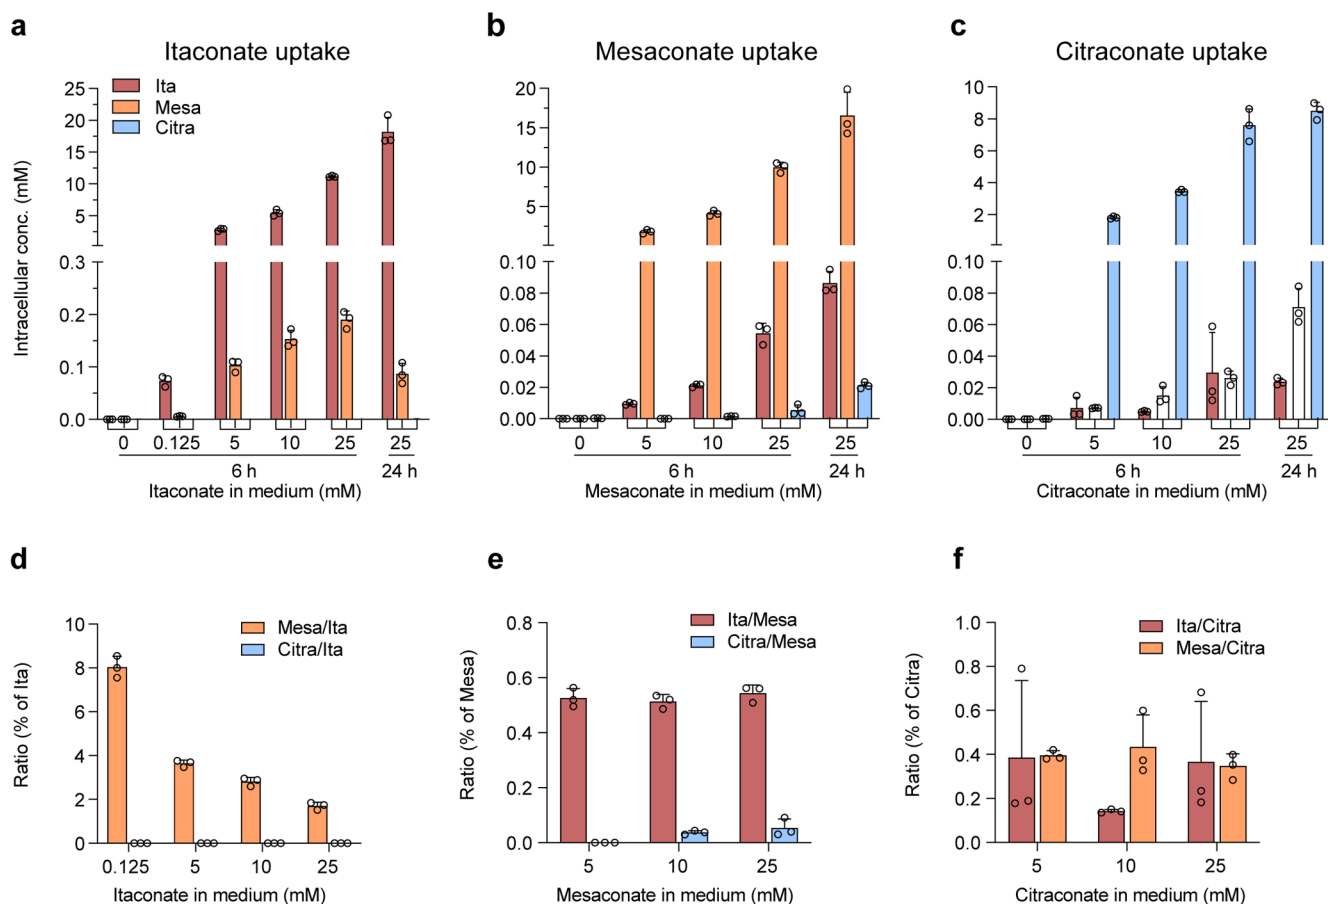 a
Itaconate uptake
b
Mesaconate uptake
c
Citraconate uptake
Intracellular conc. (mM)
Ita
Mesa
Citra
25
20
15
10
5
0.3
0.2
0.1
0.0
0 0.125 5 10 25 25
6 h 24 h
Itaconate in medium (mM)
20
15
10
5
0.10
0.08
0.06
0.04
0.02
0.00
0 5 10 25 25
6 h 24 h
Mesaconate in medium (mM)
10
8
6
4
2
0.10
0.08
0.06
0.04
0.02
0.00
0 5 10 25 25
6 h 24 h
Citraconate in medium (mM)
d
Ratio (% of Ita)
Mesa/Ita
Citra/Ita
10
8
6
4
2
0
0.125 5 10 25
Itaconate in medium (mM)
e
Ratio (% of Mesa)
Ita/Mesa
Citra/Mesa
0.8
0.6
0.4
0.2
0.0
5 10 25
Mesaconate in medium (mM)
f
Ratio (% of Citra)
Ita/Citra
Mesa/Citra
1.0
0.8
0.6
0.4
0.2
0.0
5 10 25
Citraconate in medium (mM)